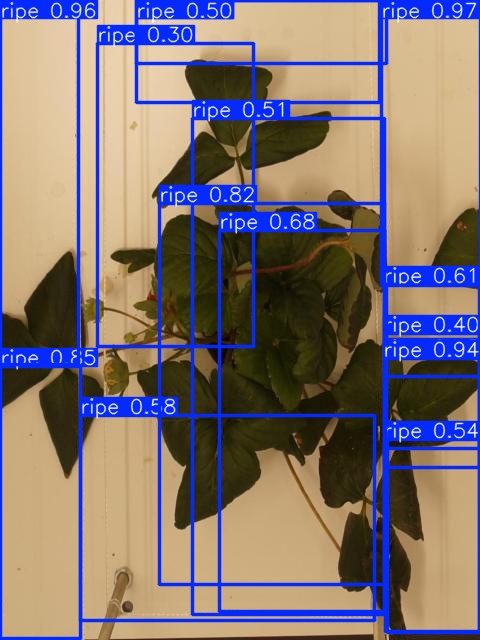 ripe 0.96
ripe 0.50
ripe 0.97
ripe 0.30
ripe 0.51
ripe 0.82
ripe 0.68
ripe 0.61
ripe 0.40
ripe 0.94
ripe 0.85
ripe 0.58
ripe 0.54